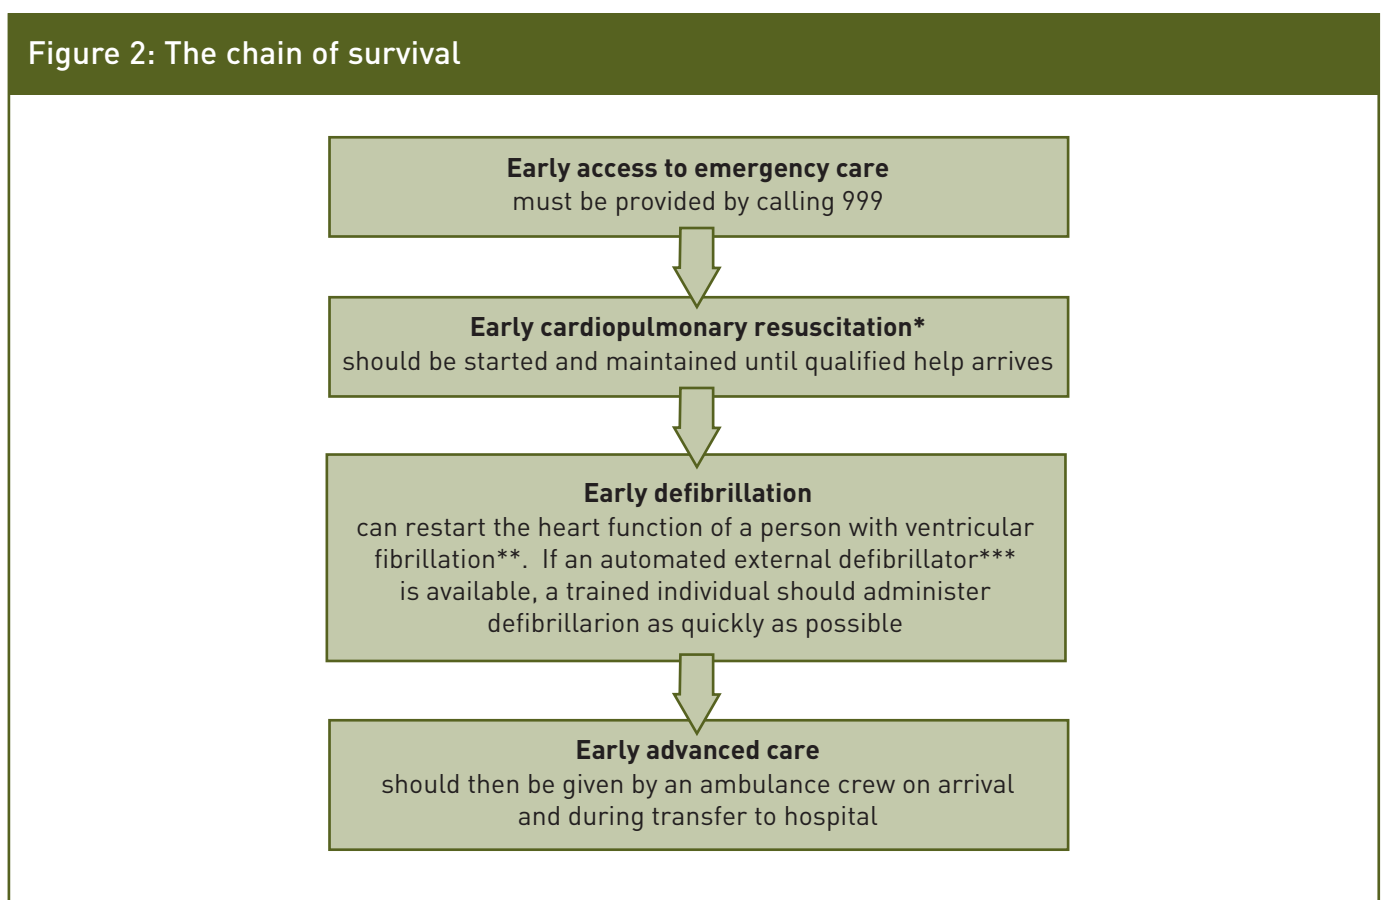 Figure 2: The chain of survival
Early access to emergency care
must be provided by calling 999
Early cardiopulmonary resuscitation*
should be started and maintained until qualified help arrives
Early defibrillation
can restart the heart function of a person with ventricular
fibrillation**.  If an automated external defibrillator***
is available, a trained individual should administer
defibrillarion as quickly as possible
Early advanced care
should then be given by an ambulance crew on arrival
and during transfer to hospital